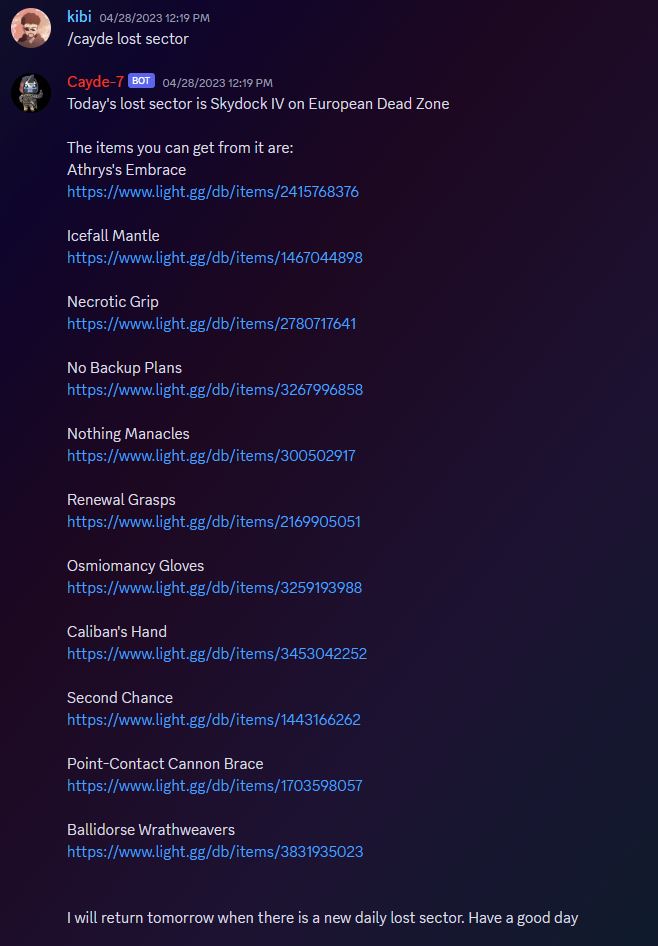 kibi 04/28/2023 12:19 PM
/cayde lost sector
Cayde-7 BOT 04/28/2023 12:19 PM
Today's lost sector is Skydock IV on European Dead Zone
The items you can get from it are:
Athrys's Embrace
https://www.light.gg/db/items/2415768376
Icefall Mantle
https://www.light.gg/db/items/1467044898
Necrotic Grip
https://www.light.gg/db/items/2780717641
No Backup Plans
https://www.light.gg/db/items/3267996858
Nothing Manacles
https://www.light.gg/db/items/300502917
Renewal Grasps
https://www.light.gg/db/items/2169905051
Osmiomancy Gloves
https://www.light.gg/db/items/3259193988
Caliban's Hand
https://www.light.gg/db/items/3453042252
Second Chance
https://www.light.gg/db/items/1443166262
Point-Contact Cannon Brace
https://www.light.gg/db/items/1703598057
Ballidorse Wrathweavers
https://www.light.gg/db/items/3831935023
I will return tomorrow when there is a new daily lost sector. Have a good day